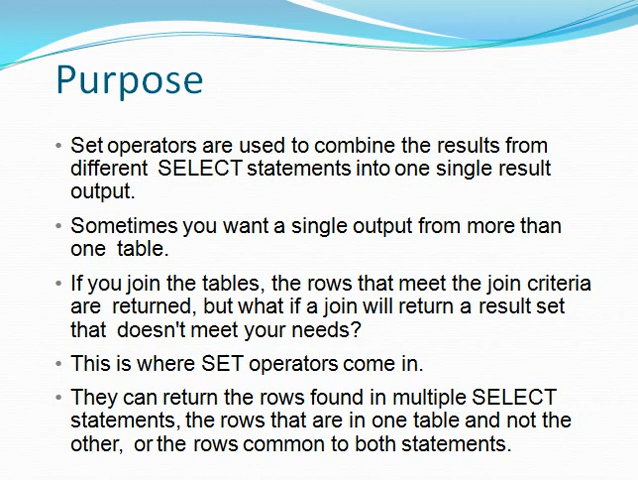 Purpose
• Set operators are used to combine the results from
different SELECT statements into one single result
output.
• Sometimes you want a single output from more than
one table.
• If you join the tables, the rows that meet the join criteria
are returned, but what if a join will return a result set
that doesn't meet your needs?
• This is where SET operators come in.
• They can return the rows found in multiple SELECT
statements, the rows that are in one table and not the
other, or the rows common to both statements.